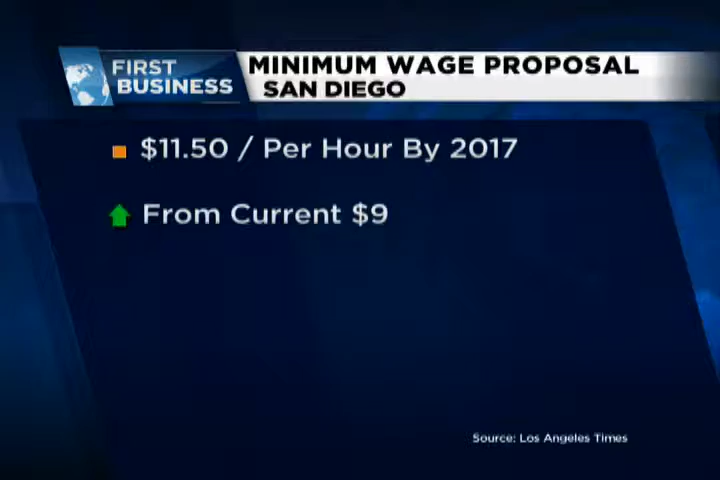 FIRST
BUSINESS
MINIMUM WAGE PROPOSAL
SAN DIEGO
$11.50 / Per Hour By 2017
From Current $9
Source: Los Angeles Times